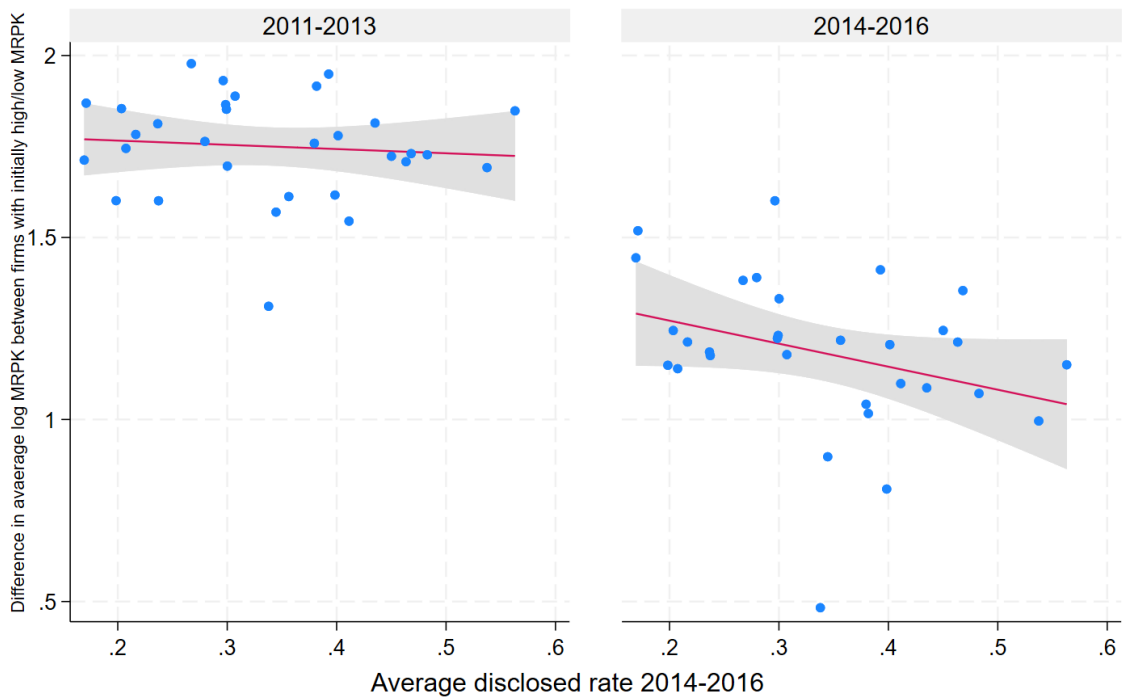 2011-2013
2014-2016
Difference in avaerage log MRPK between firms with initially high/low MRPK
2
1.5
1
.5
.2 .3 .4 .5 .6
.2 .3 .4 .5 .6
Average disclosed rate 2014-2016